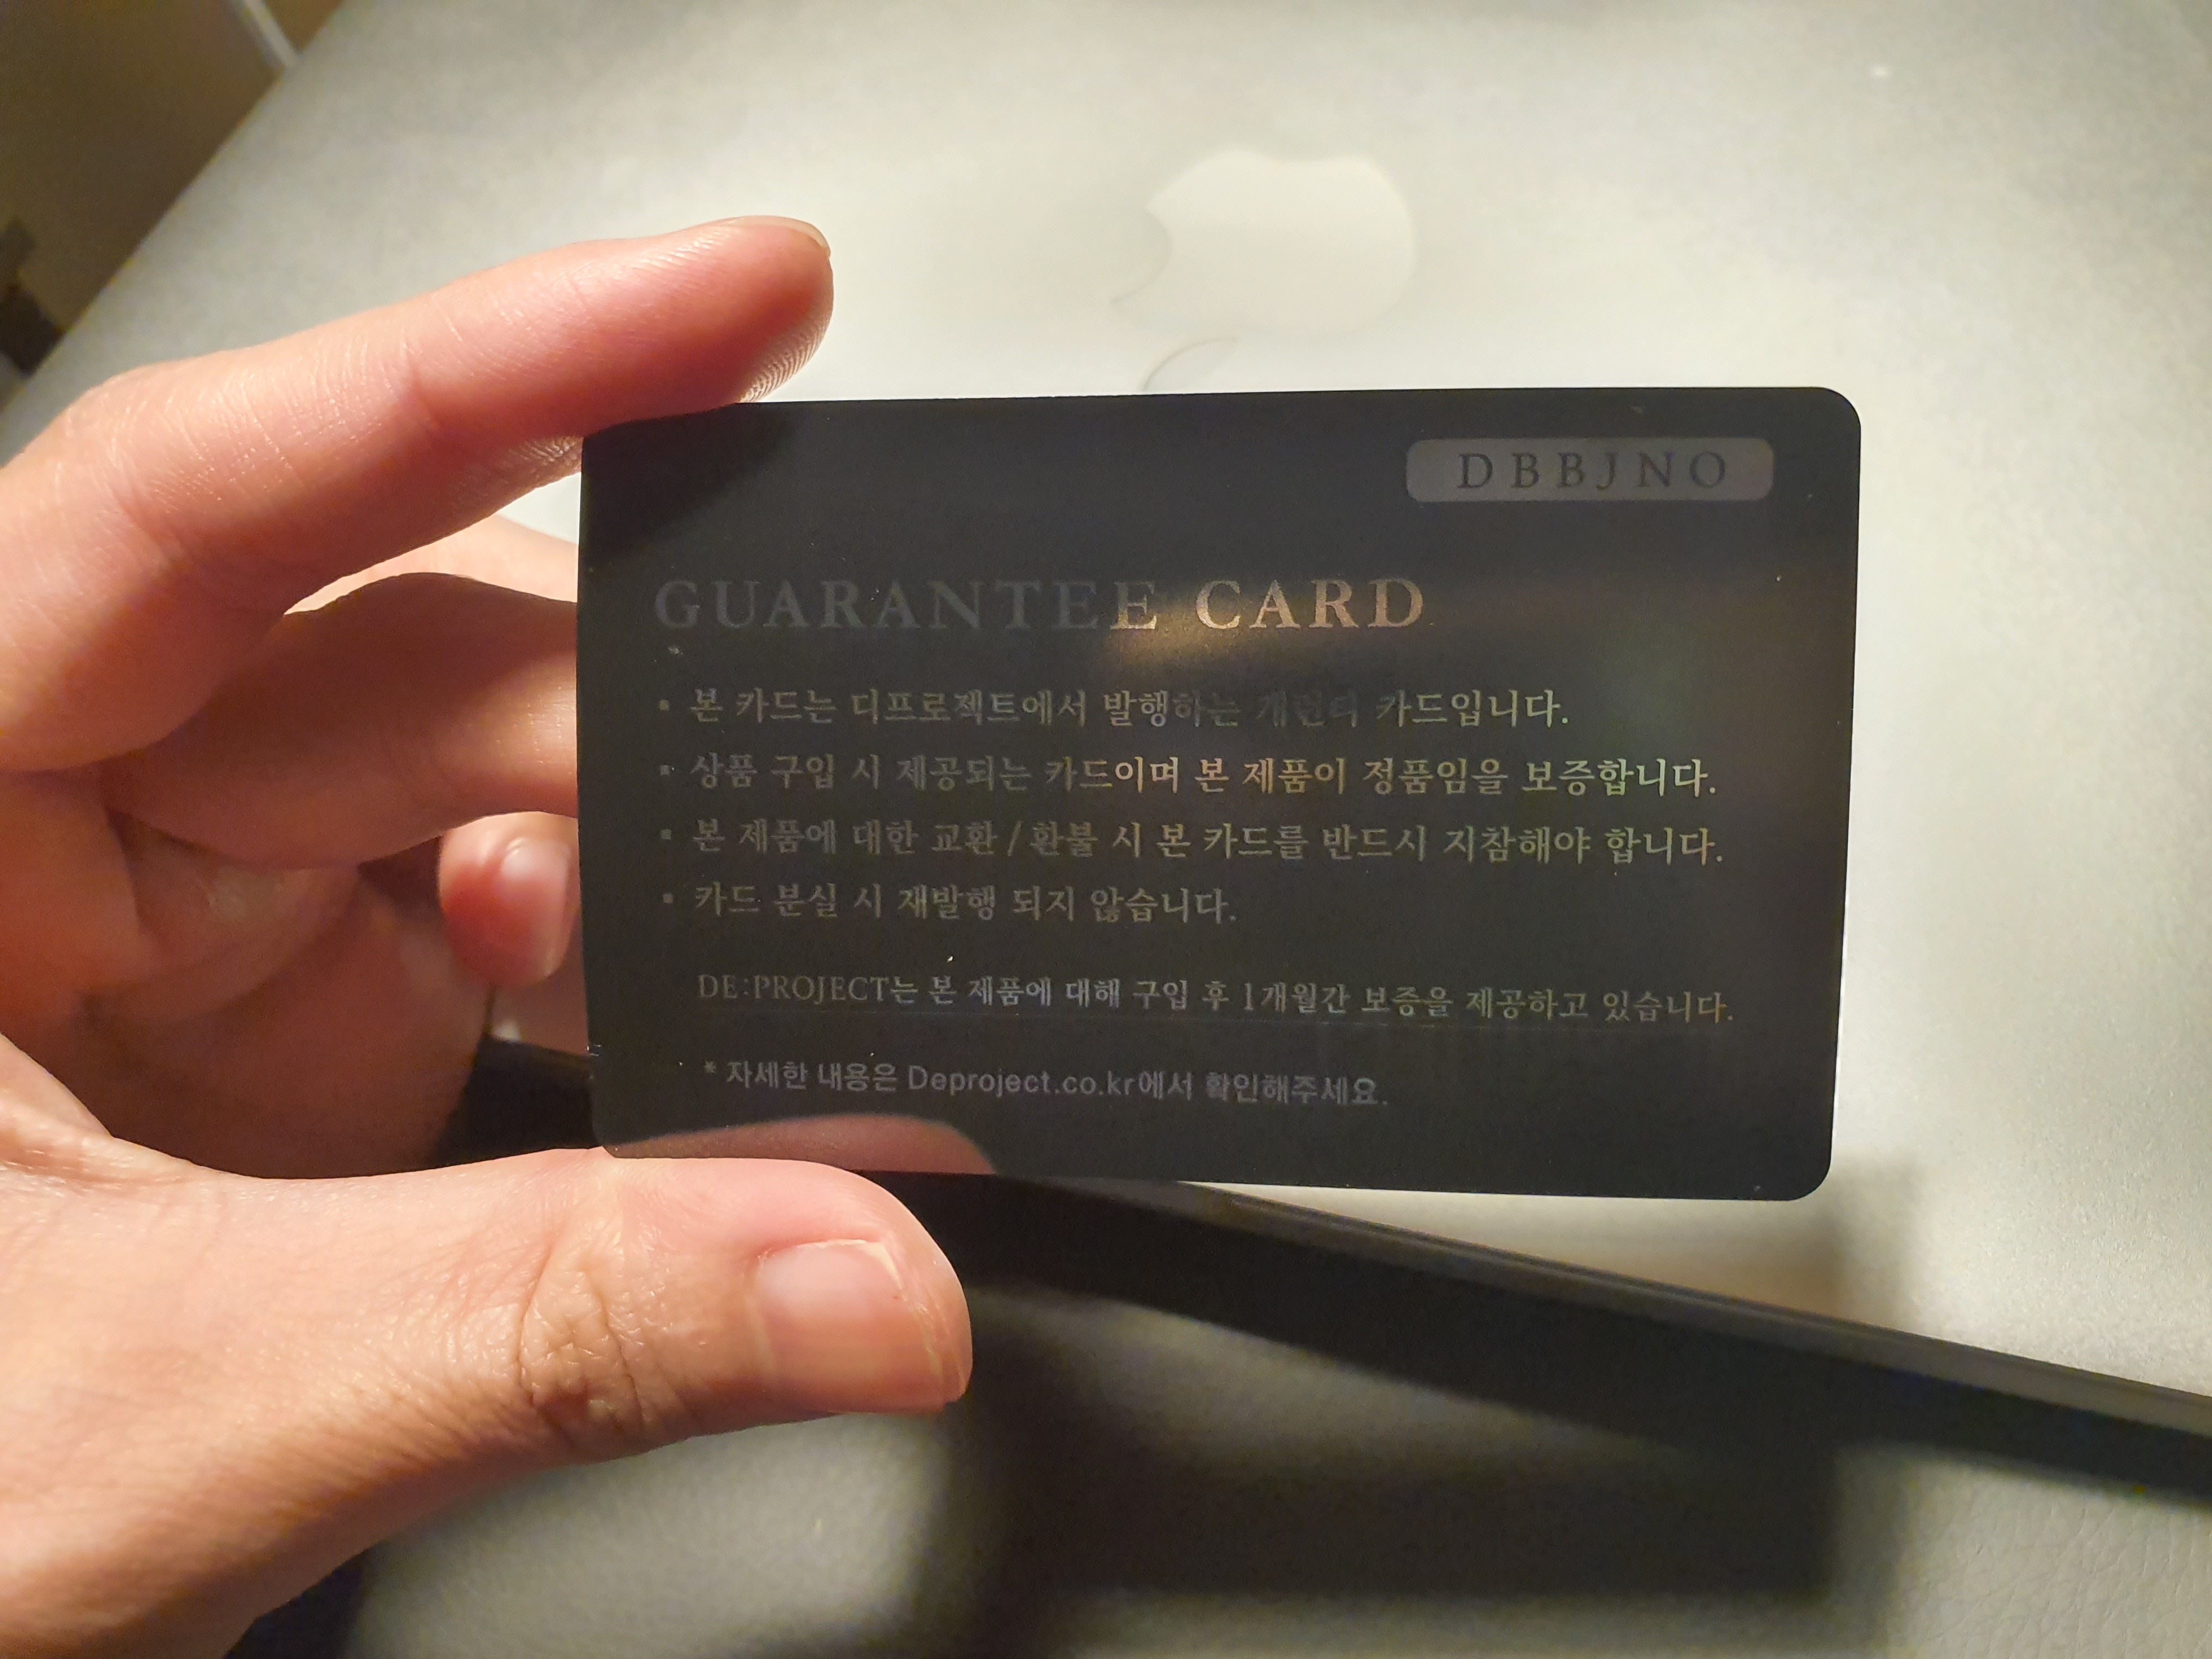 DBBJNO
GUARANTEE CARD
▪ 본 카드는 디프로젝트에서 발행하는 개런티 카드입니다.
▪ 상품 구입 시 제공되는 카드이며 본 제품이 정품임을 보증합니다.
▪ 본 제품에 대한 교환/환불 시 본 카드를 반드시 지참해야 합니다.
▪ 카드 분실 시 재발행 되지 않습니다.
DE:PROJECT는 본 제품에 대해 구입 후 1개월간 보증을 제공하고 있습니다.
* 자세한 내용은 Deproject.co.kr에서 확인해주세요.